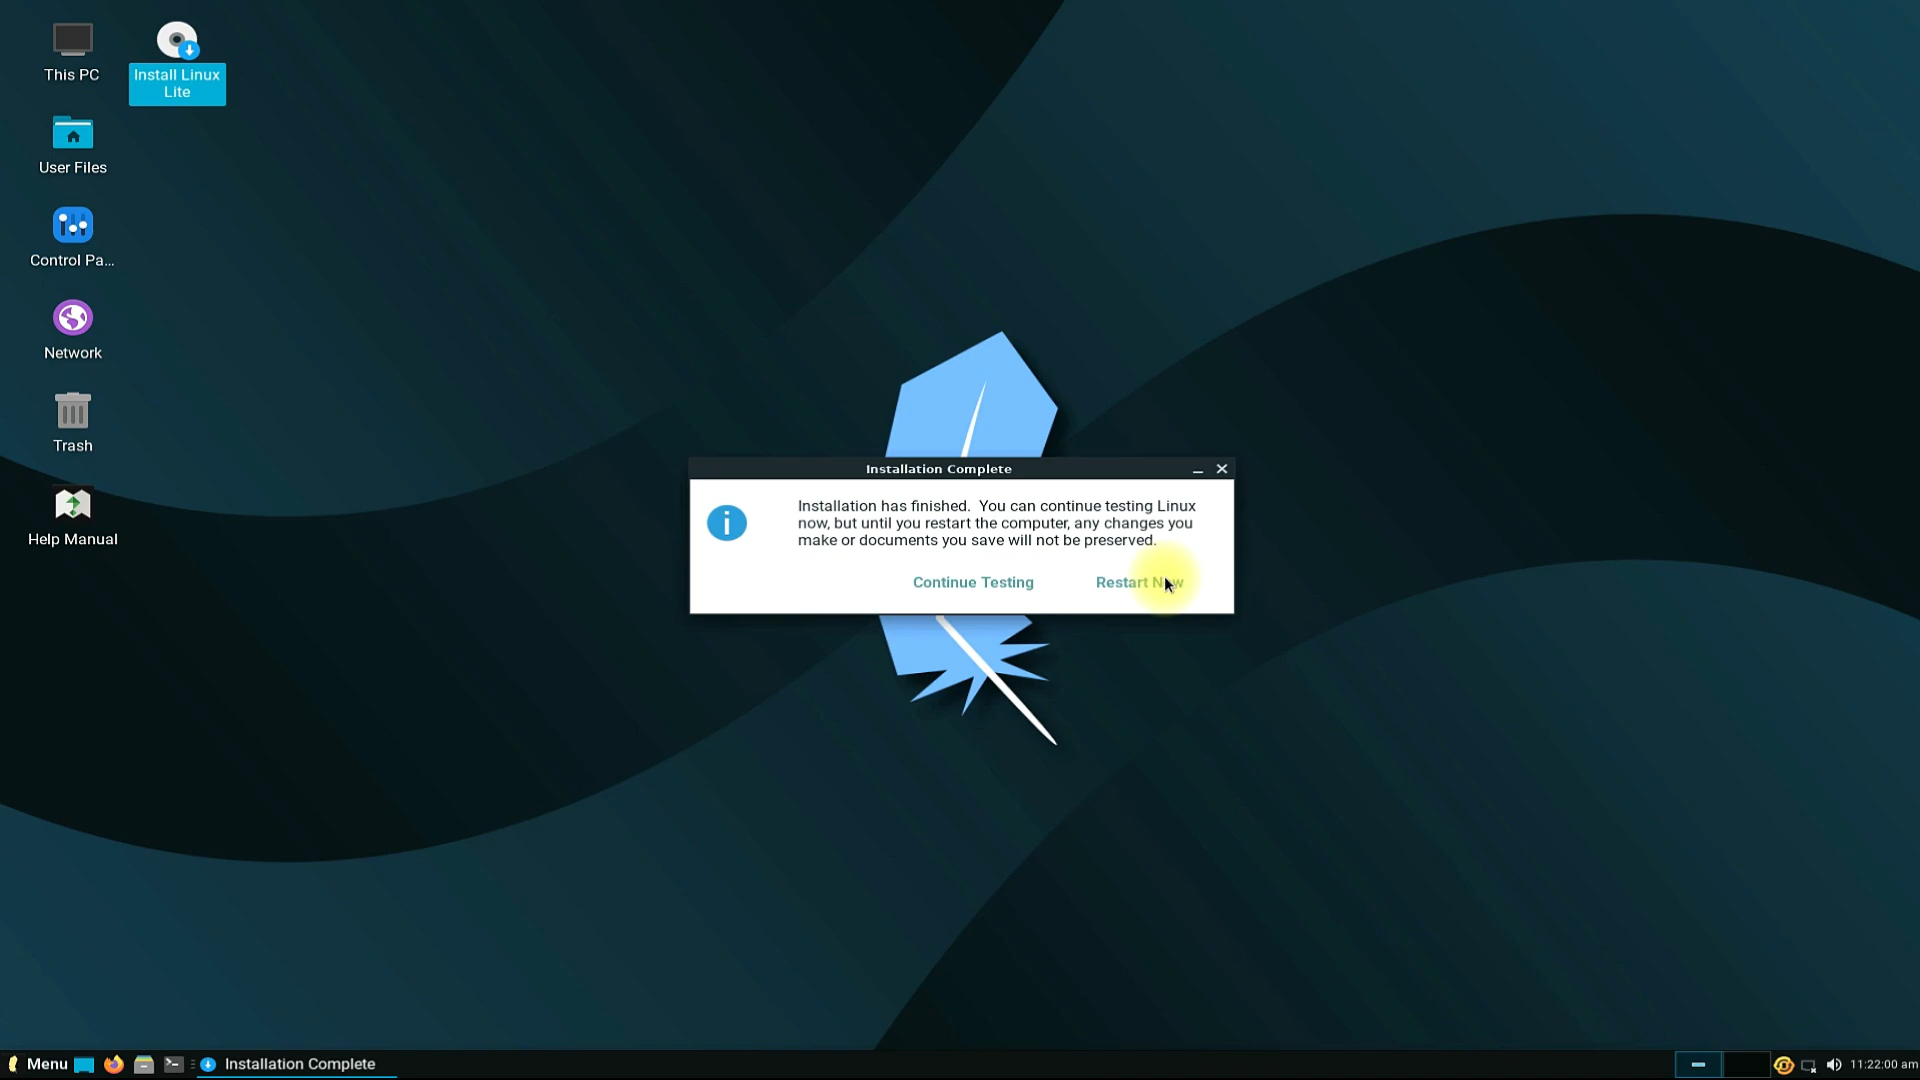 This PC
Install Linux
Lite
User Files
Control Pa...
Network
Trash
Help Manual
Installation Complete
Installation has finished.  You can continue testing Linux
now, but until you restart the computer, any changes you
make or documents you save will not be preserved.
Continue Testing
Restart Now
Menu
Installation Complete
11:22:00 am